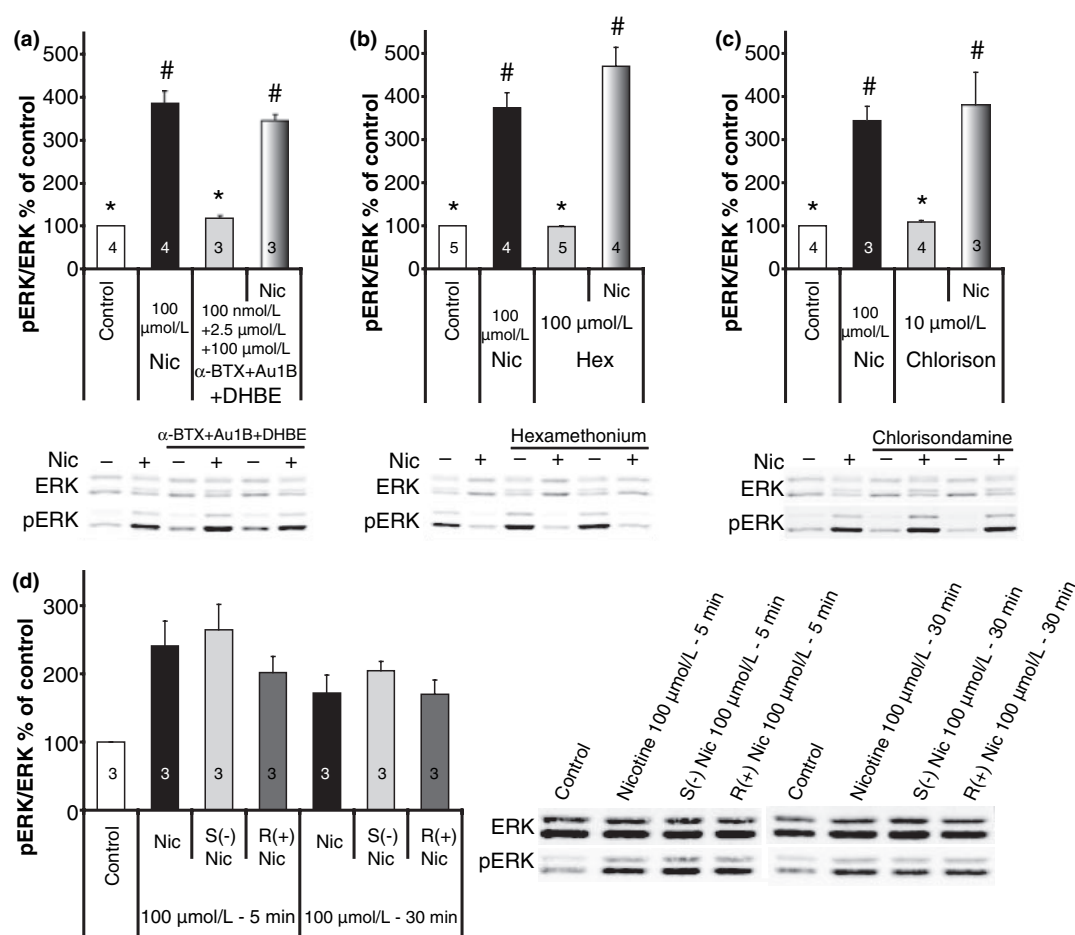 (a)
pERK/ERK % of control
500
400
300
200
100
0
*
#
*
#
4
4
3
3
Control
100
µmol/L
Nic
Nic
100 nmol/L
+2.5 µmol/L
+100 µmol/L
α-BTX+Au1B
+DHBE
α-BTX+Au1B+DHBE
Nic − + − + − +
ERK
pERK
(b)
pERK/ERK % of control
500
400
300
200
100
0
*
#
*
#
5
4
5
4
Control
100
µmol/L
Nic
Nic
100 µmol/L
Hex
Hexamethonium
Nic − + − + − +
ERK
pERK
(c)
pERK/ERK % of control
500
400
300
200
100
0
*
#
*
#
4
3
4
3
Control
100
µmol/L
Nic
Nic
10 µmol/L
Chlorison
Chlorisondamine
Nic − + − + − +
ERK
pERK
(d)
pERK/ERK % of control
300
200
100
0
3
3
3
3
3
3
3
Control
Nic
S(-)
Nic
R(+)
Nic
Nic
S(-)
Nic
R(+)
Nic
100 µmol/L - 5 min
100 µmol/L - 30 min
Control
Nicotine 100 µmol/L - 5 min
S(-) Nic 100 µmol/L - 5 min
R(+) Nic 100 µmol/L - 5 min
Control
Nicotine 100 µmol/L - 30 min
S(-) Nic 100 µmol/L - 30 min
R(+) Nic 100 µmol/L - 30 min
ERK
pERK